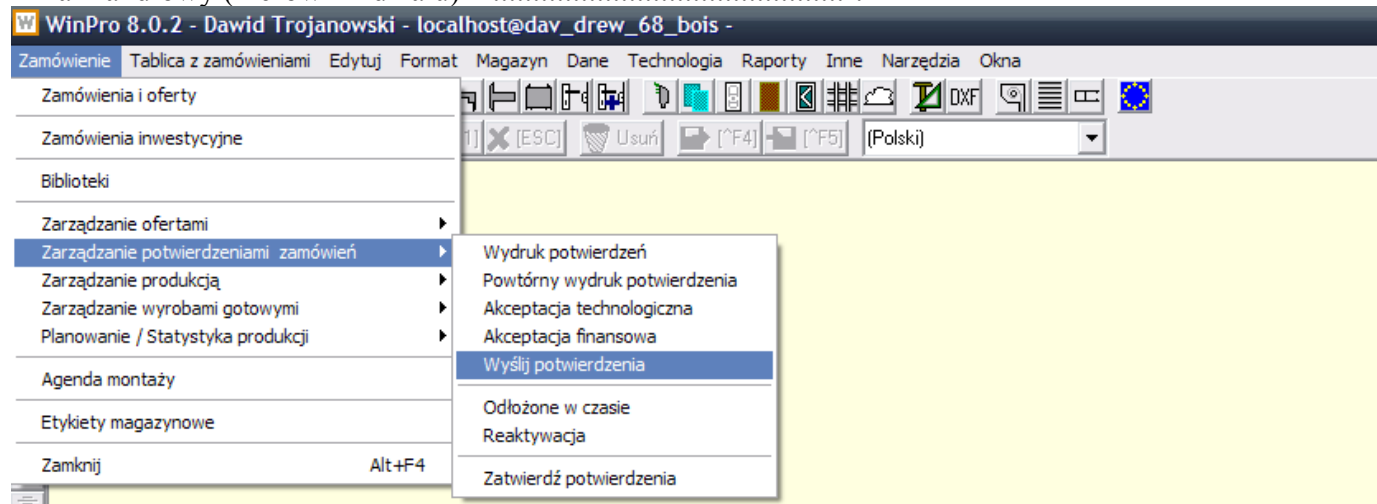 WinPro 8.0.2 - Dawid Trojanowski - localhost@dav_drew_68_bois -
Zamówienie Tablica z zamówieniami Edytuj Format Magazyn Dane Technologia Raporty Inne Narzędzia Okna
DXF
[ESC] Usuń [^F4] [^F5] (Polski)
Zamówienia i oferty
Zamówienia inwestycyjne
Biblioteki
Zarządzanie ofertami
Zarządzanie potwierdzeniami zamówień
Zarządzanie produkcją
Zarządzanie wyrobami gotowymi
Planowanie / Statystyka produkcji
Agenda montaży
Etykiety magazynowe
Zamknij Alt+F4
Wydruk potwierdzeń
Powtórny wydruk potwierdzenia
Akceptacja technologiczna
Akceptacja finansowa
Wyślij potwierdzenia
Odłożone w czasie
Reaktywacja
Zatwierdź potwierdzenia